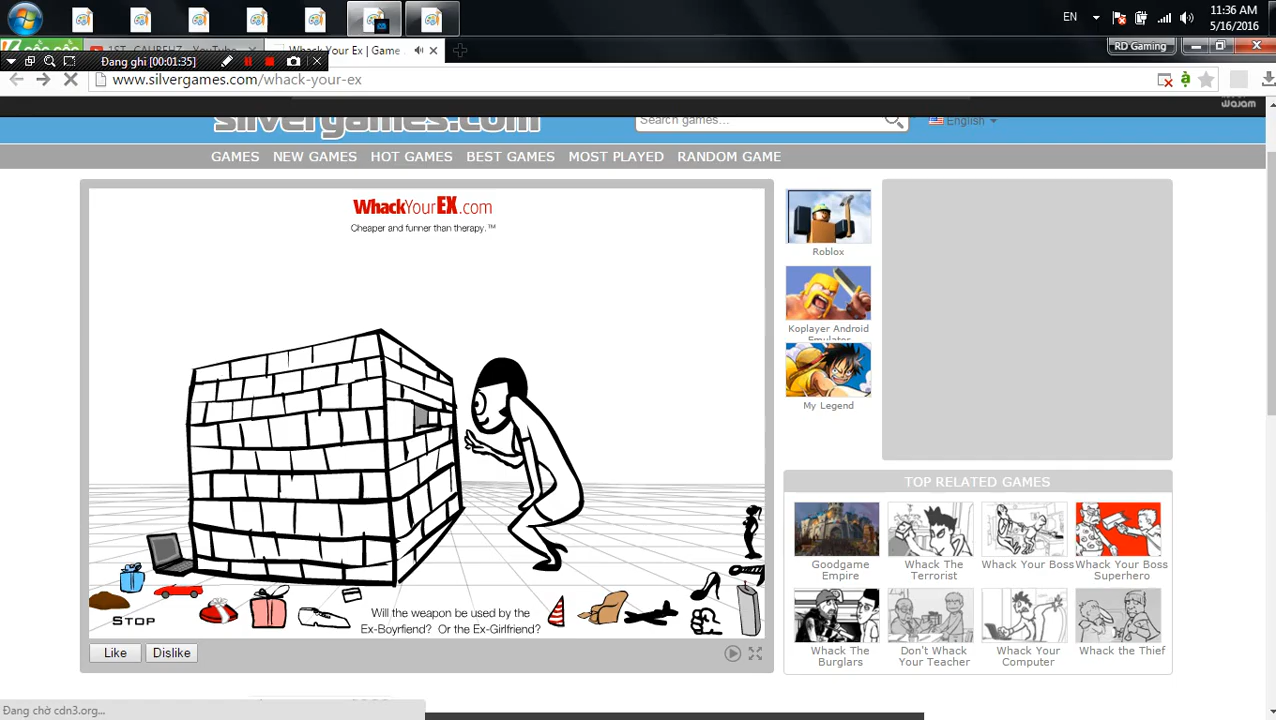 EN
11:36 AM
5/16/2016
Whack Your Ex | Game
RD Gaming
Đang ghi [00:01:35]
www.silvergames.com/whack-your-ex
wajam
silvergames.com
Search games...
English
GAMES NEW GAMES HOT GAMES BEST GAMES MOST PLAYED RANDOM GAME
WhackYourEX.com
Cheaper and funner than therapy.™
Roblox
Koplayer Android
Emulator
My Legend
STOP
Will the weapon be used by the
Ex-Boyrfiend? Or the Ex-Girlfriend?
Like Dislike
TOP RELATED GAMES
Goodgame
Empire
Whack The
Terrorist
Whack Your Boss
Whack Your Boss
Superhero
Whack The
Burglars
Don't Whack
Your Teacher
Whack Your
Computer
Whack the Thief
Đang chờ cdn3.org...